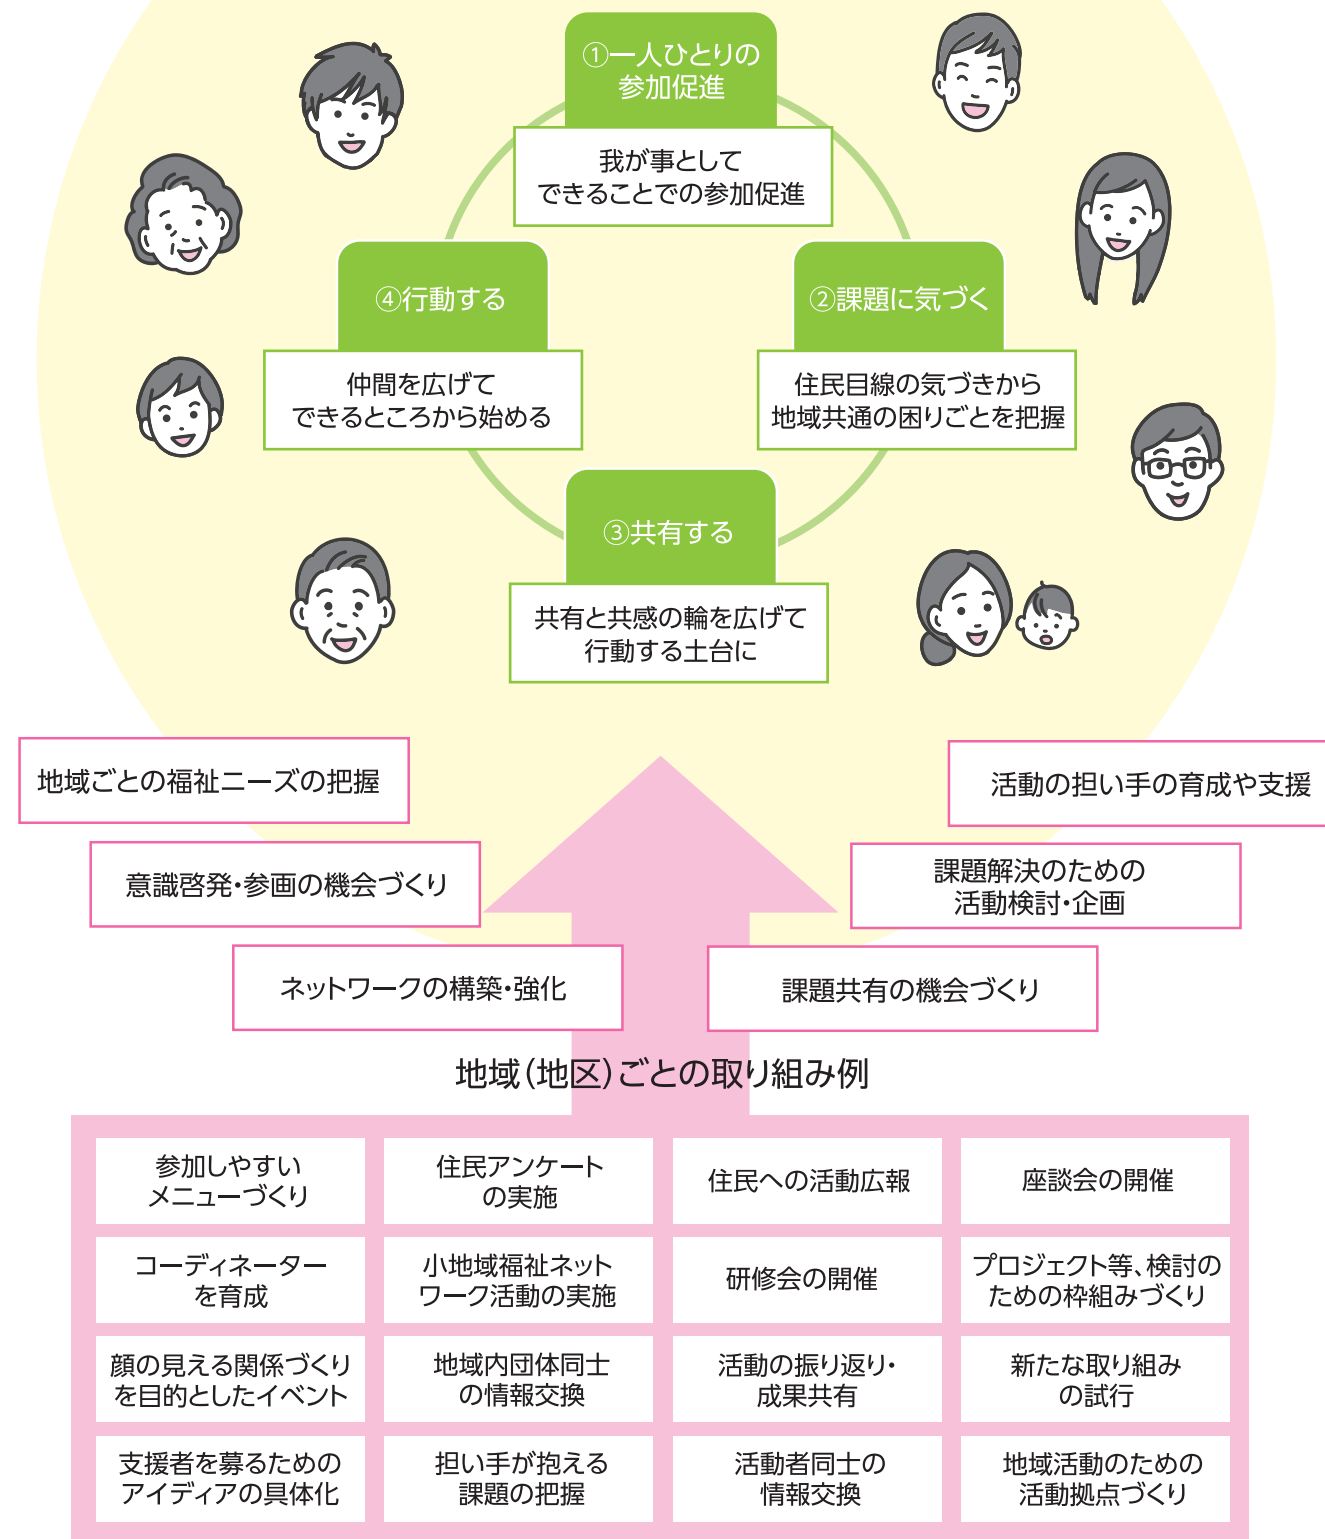 ①一人ひとりの
参加促進
我が事として
できることでの参加促進
④行動する
仲間を広げて
できるところから始める
②課題に気づく
住民目線の気づきから
地域共通の困りごとを把握
③共有する
共有と共感の輪を広げて
行動する土台に
地域ごとの福祉ニーズの把握
活動の担い手の育成や支援
意識啓発・参画の機会づくり
課題解決のための
活動検討・企画
ネットワークの構築・強化
課題共有の機会づくり
地域（地区）ごとの取り組み例
参加しやすい
メニューづくり
住民アンケート
の実施
住民への活動広報
座談会の開催
コーディネーター
を育成
小地域福祉ネット
ワーク活動の実施
研修会の開催
プロジェクト等、検討の
ための枠組みづくり
顔の見える関係づくり
を目的としたイベント
地域内団体同士
の情報交換
活動の振り返り・
成果共有
新たな取り組み
の試行
支援者を募るための
アイディアの具体化
担い手が抱える
課題の把握
活動者同士の
情報交換
地域活動のための
活動拠点づくり